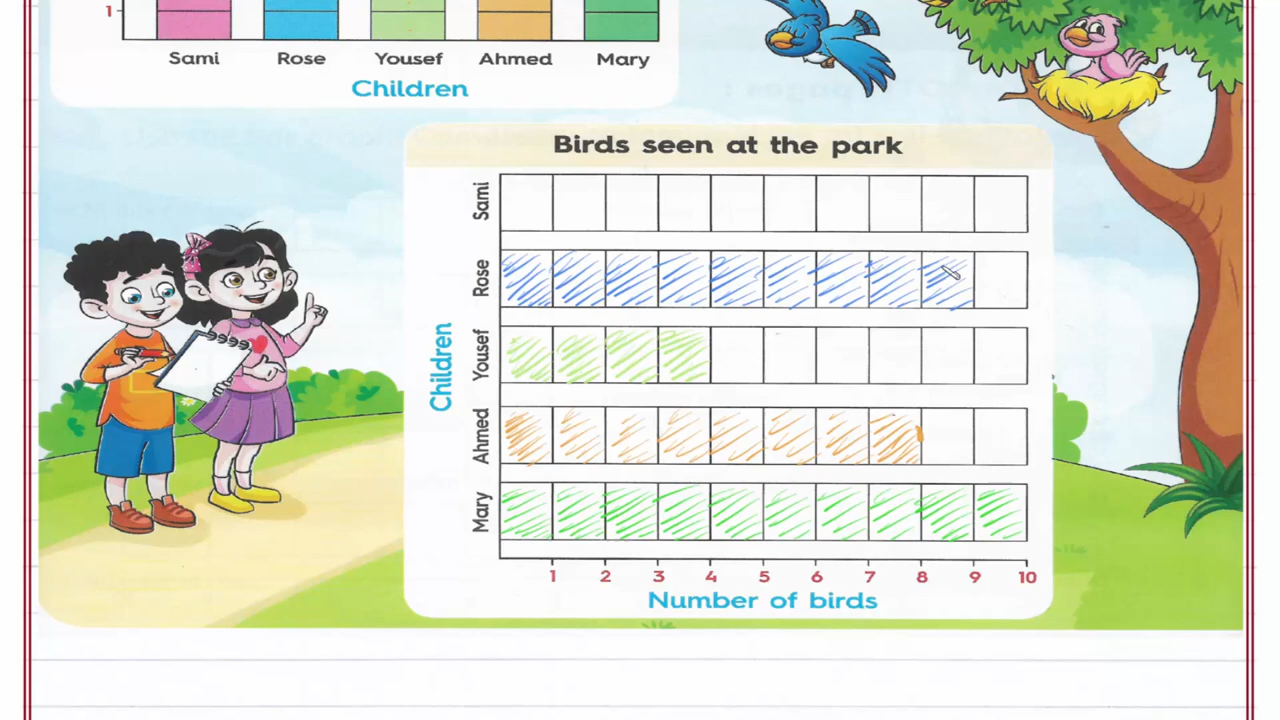 1
Sami Rose Yousef Ahmed Mary
Children
Birds seen at the park
Sami
Rose
Yousef
Ahmed
Mary
Children
1 2 3 4 5 6 7 8 9 10
Number of birds